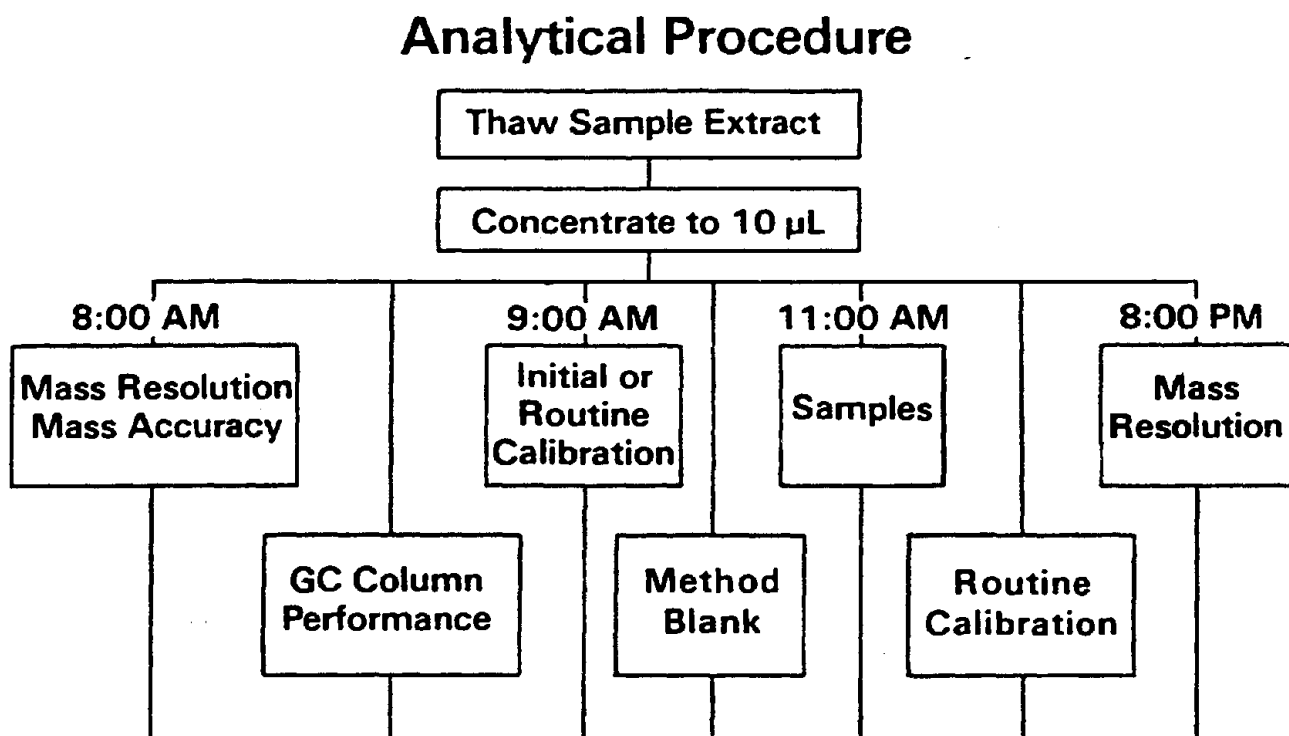 Analytical Procedure
Thaw Sample Extract
Concentrate to 10 µL
8:00 AM
9:00 AM
11:00 AM
8:00 PM
Mass Resolution
Mass Accuracy
Initial or
Routine
Calibration
Samples
Mass
Resolution
GC Column
Performance
Method
Blank
Routine
Calibration